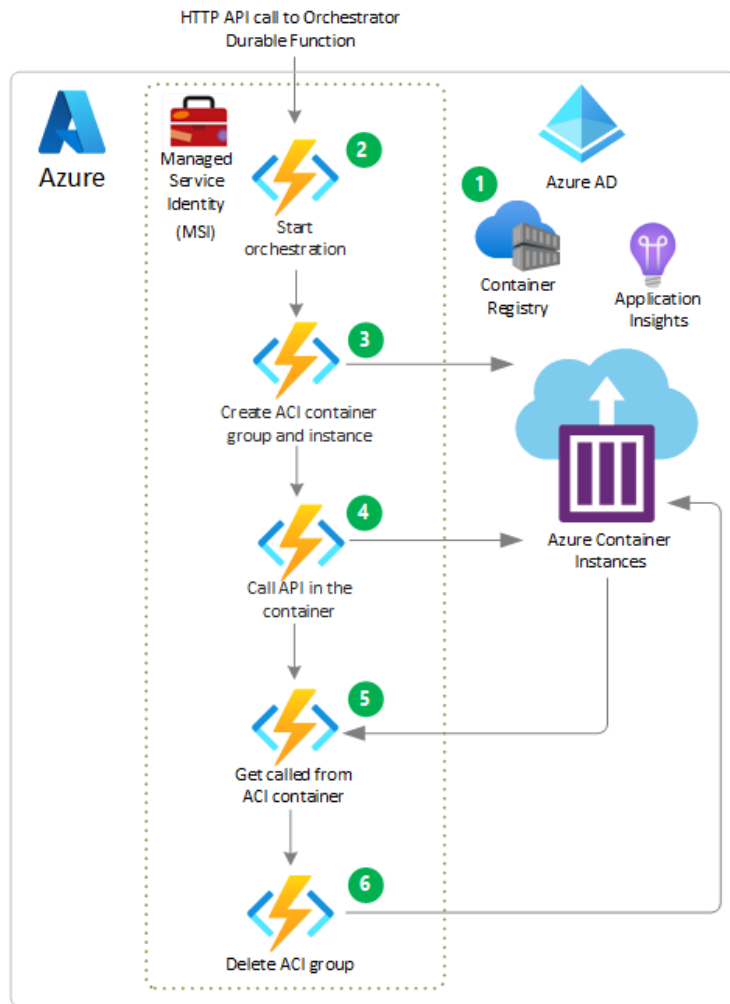 HTTP API call to Orchestrator
Durable Function
Azure
Managed
Service
Identity
(MSI)
2
Start
orchestration
Azure AD
1
Container
Registry
Application
Insights
3
Create ACI container
group and instance
4
Call API in the
container
Azure Container
Instances
5
Get called from
ACI container
6
Delete ACI group